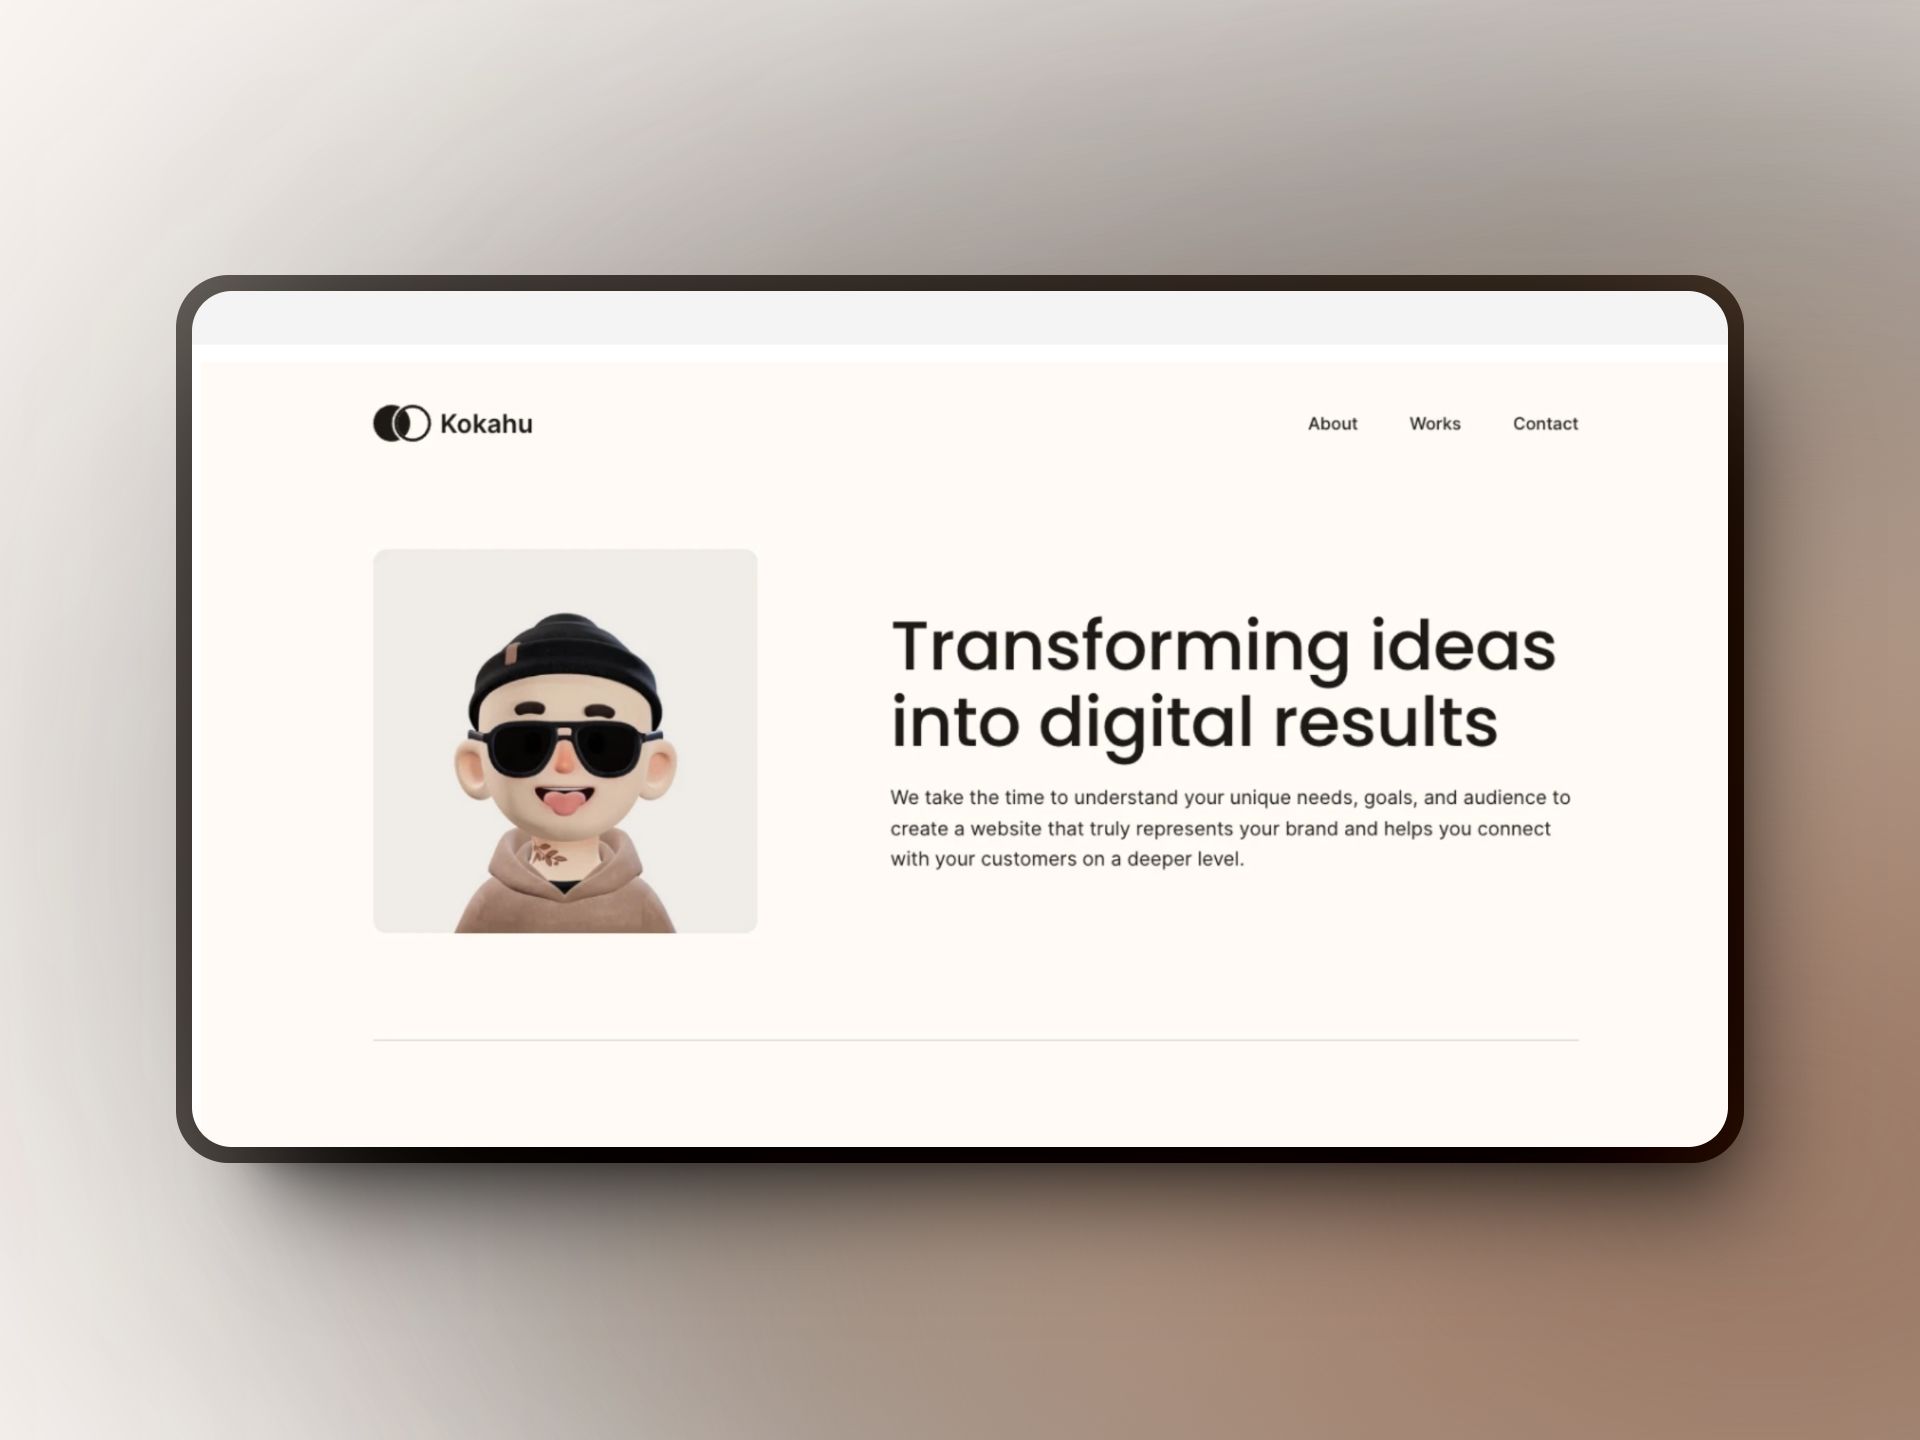 Kokahu
About Works Contact
Transforming ideas
into digital results
We take the time to understand your unique needs, goals, and audience to
create a website that truly represents your brand and helps you connect
with your customers on a deeper level.